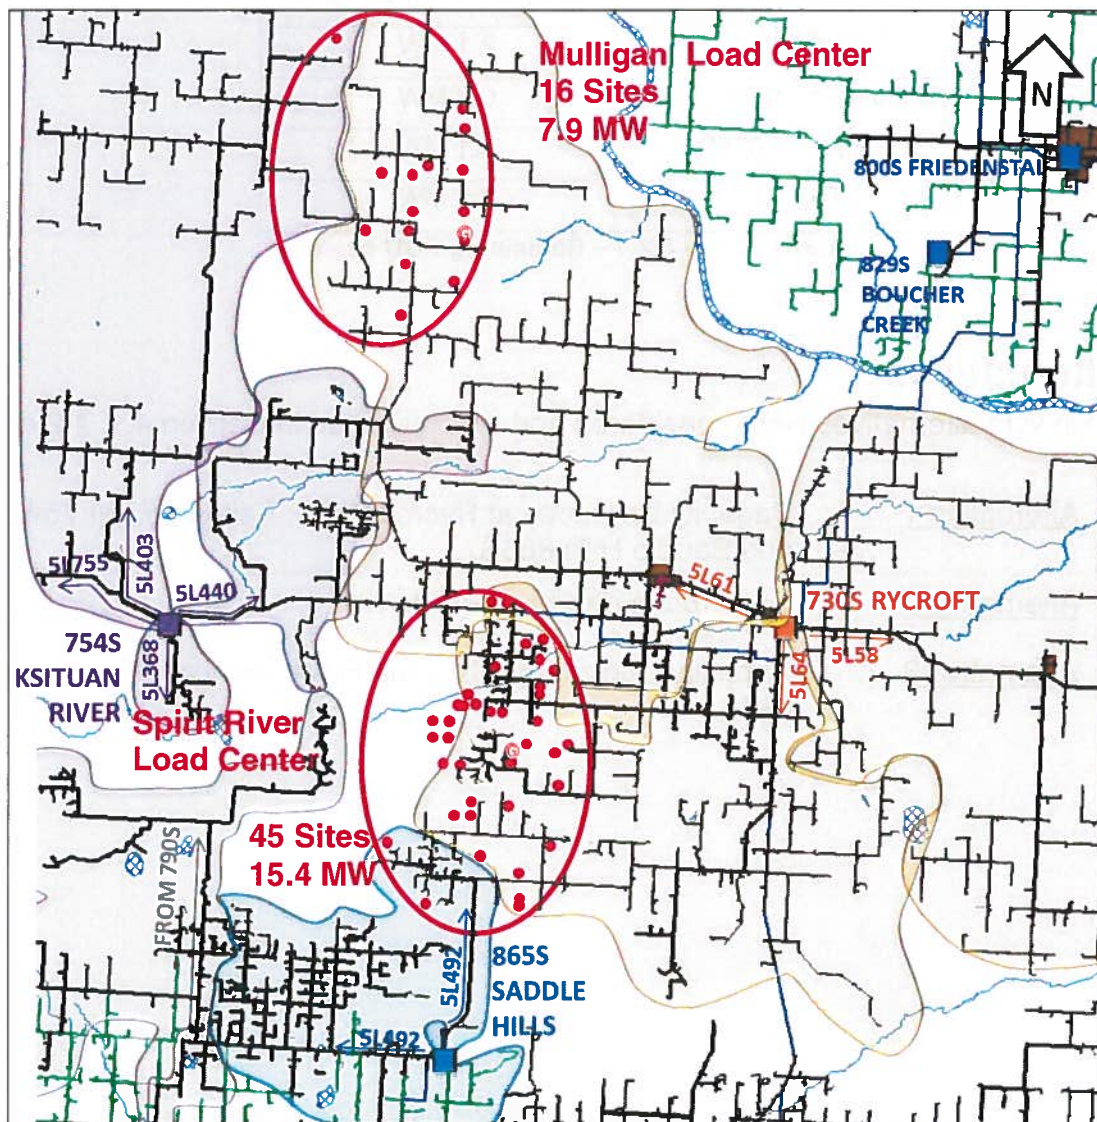 Mulligan Load Center
16 Sites
7.9 MW
N
800S FRIEDENSTAL
829S
BOUCHER
CREEK
5L755
5L403
5L440
5L61
730S RYCROFT
5L58
5L64
754S
KSITUAN
RIVER
5L368
Spirit River
Load Center
G
G
45 Sites
15.4 MW
FROM 790S
5L492
865S
SADDLE
HILLS
5L492